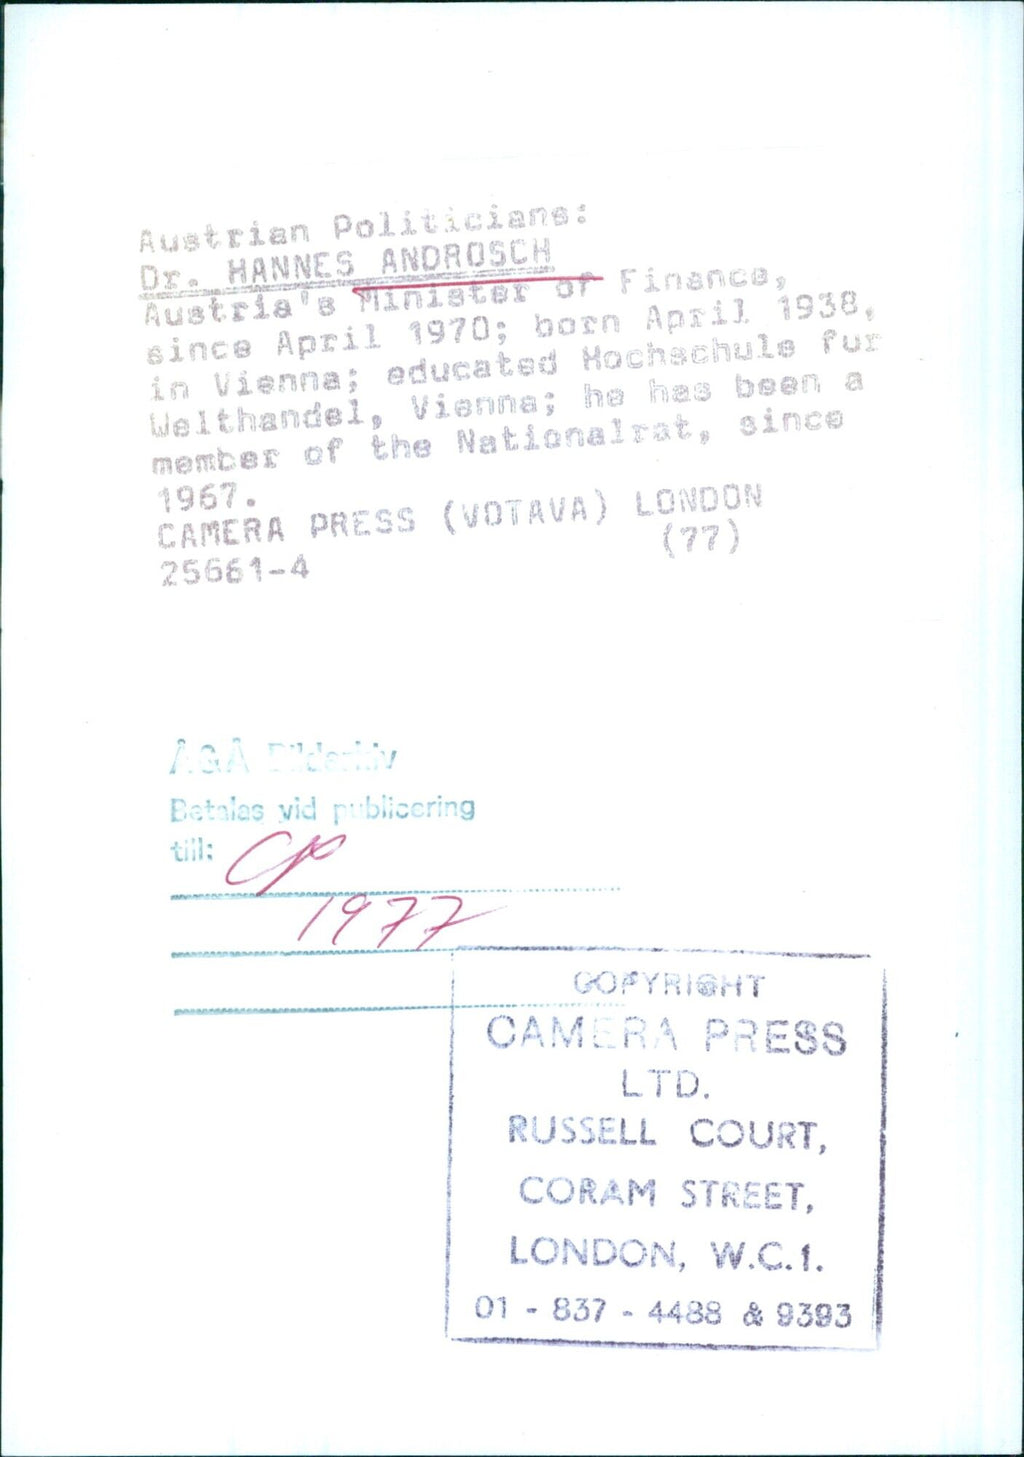 Austrian Politicians:
Dr. HANNES ANDROSCH
Austria's Minister of Finance,
since April 1970; born April 1938,
in Vienna; educated Hochschule fur
Welthandel, Vienna; he has been a
member of the Nationalrat, since
1967.
CAMERA PRESS (VOTAVA) LONDON
25661-4 (77)
ÅGÅ Bildarkiv
Betalas vid publicering
till: CP
1977
COPYRIGHT
CAMERA PRESS
LTD.
RUSSELL COURT,
CORAM STREET,
LONDON, W.C.1.
01 - 837 - 4488 & 9393